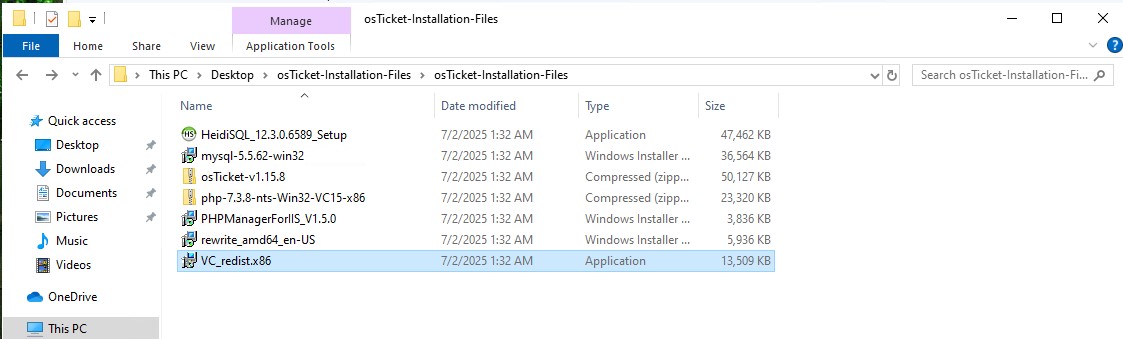 Manage osTicket-Installation-Files
File Home Share View Application Tools
This PC Desktop osTicket-Installation-Files osTicket-Installation-Files Search osTicket-Installation-Fi...
Name Date modified Type Size
Quick access
Desktop
Downloads
Documents
Pictures
Music
Videos
OneDrive
This PC
HS HeidiSQL_12.3.0.6589_Setup 7/2/2025 1:32 AM Application 47,462 KB
mysql-5.5.62-win32 7/2/2025 1:32 AM Windows Installer ... 36,564 KB
osTicket-v1.15.8 7/2/2025 1:32 AM Compressed (zipp... 50,127 KB
php-7.3.8-nts-Win32-VC15-x86 7/2/2025 1:32 AM Compressed (zipp... 23,320 KB
PHPManagerForIIS_V1.5.0 7/2/2025 1:32 AM Windows Installer ... 3,836 KB
rewrite_amd64_en-US 7/2/2025 1:32 AM Windows Installer ... 5,936 KB
VC_redist.x86 7/2/2025 1:32 AM Application 13,509 KB